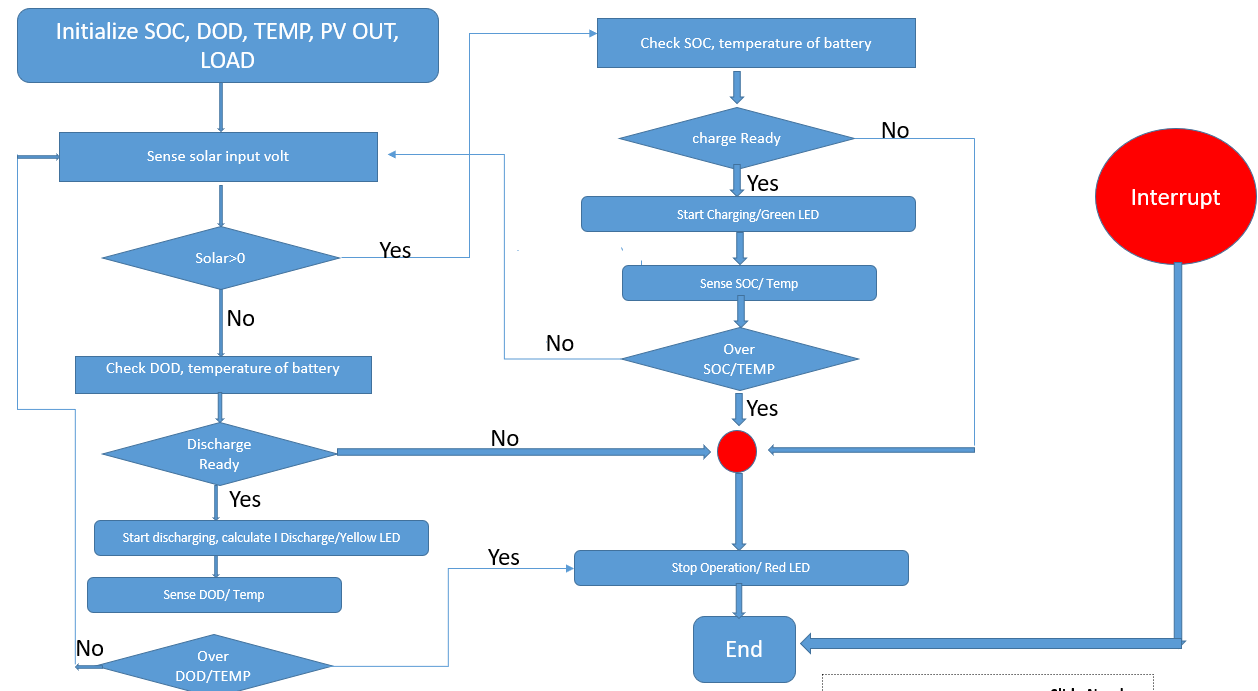 Initialize SOC, DOD, TEMP, PV OUT,
LOAD
Sense solar input volt
Solar>0
Yes
No
Check DOD, temperature of battery
Discharge
Ready
No
Yes
Start discharging, calculate I Discharge/Yellow LED
Sense DOD/ Temp
Over
DOD/TEMP
No
Yes
Check SOC, temperature of battery
charge Ready
No
Yes
Start Charging/Green LED
Sense SOC/ Temp
Over
SOC/TEMP
No
Yes
Stop Operation/ Red LED
End
Interrupt